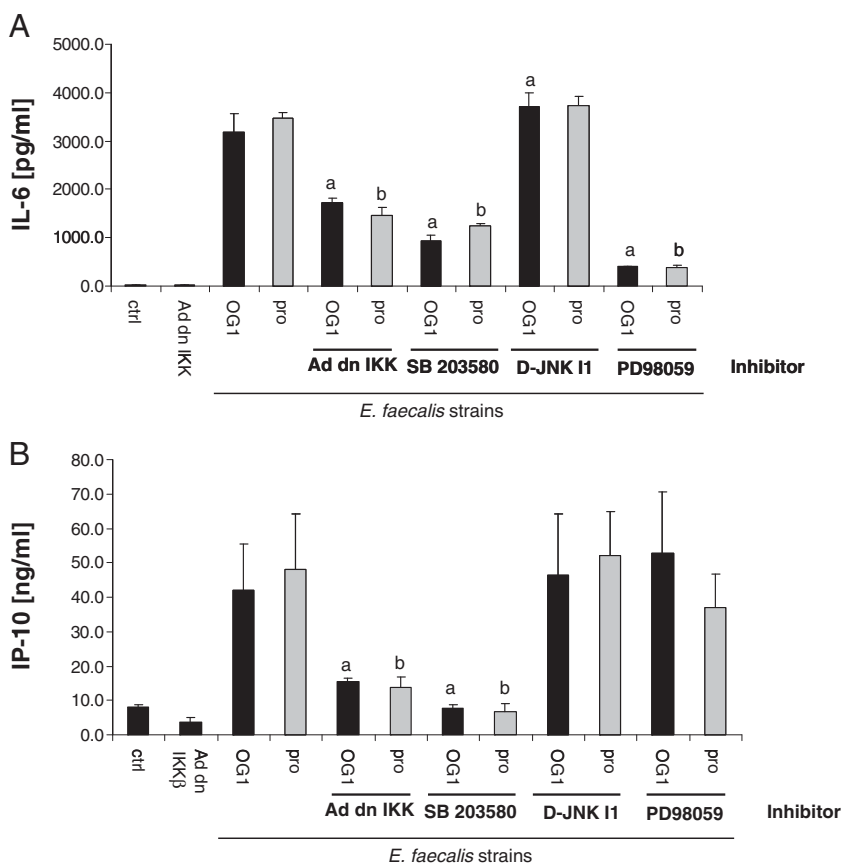 A
IL-6 [pg/ml]
5000.0
4000.0
3000.0
2000.0
1000.0
0.0
a
b
a
b
a
a
b
ctrl
Ad dn IKK
OG1
pro
OG1
pro
OG1
pro
OG1
pro
OG1
pro
Ad dn IKK SB 203580 D-JNK I1 PD98059 Inhibitor
E. faecalis strains
B
IP-10 [ng/ml]
80.0
70.0
60.0
50.0
40.0
30.0
20.0
10.0
0.0
a
b
a
b
ctrl
Ad dn
IKKβ
OG1
pro
OG1
pro
OG1
pro
OG1
pro
OG1
pro
Ad dn IKK SB 203580 D-JNK I1 PD98059 Inhibitor
E. faecalis strains